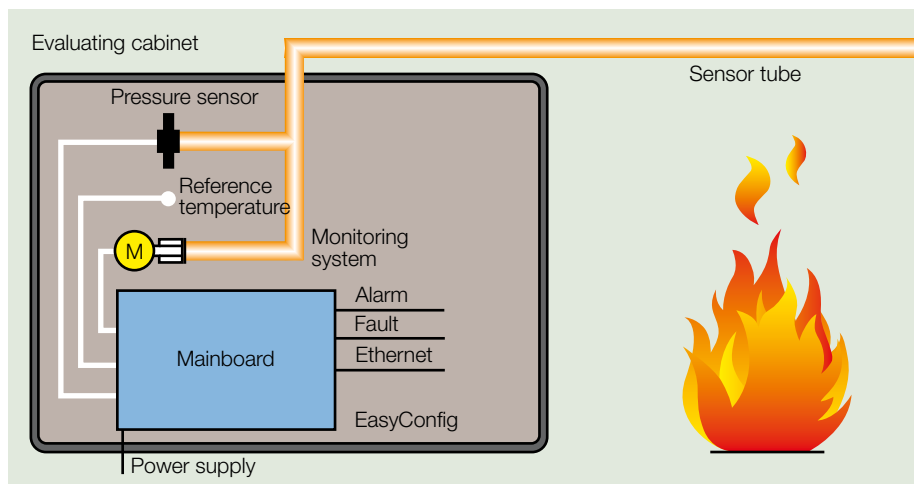 Evaluating cabinet
Sensor tube
Pressure sensor
Reference
temperature
M
Monitoring
system
Alarm
Fault
Ethernet
Mainboard
EasyConfig
Power supply